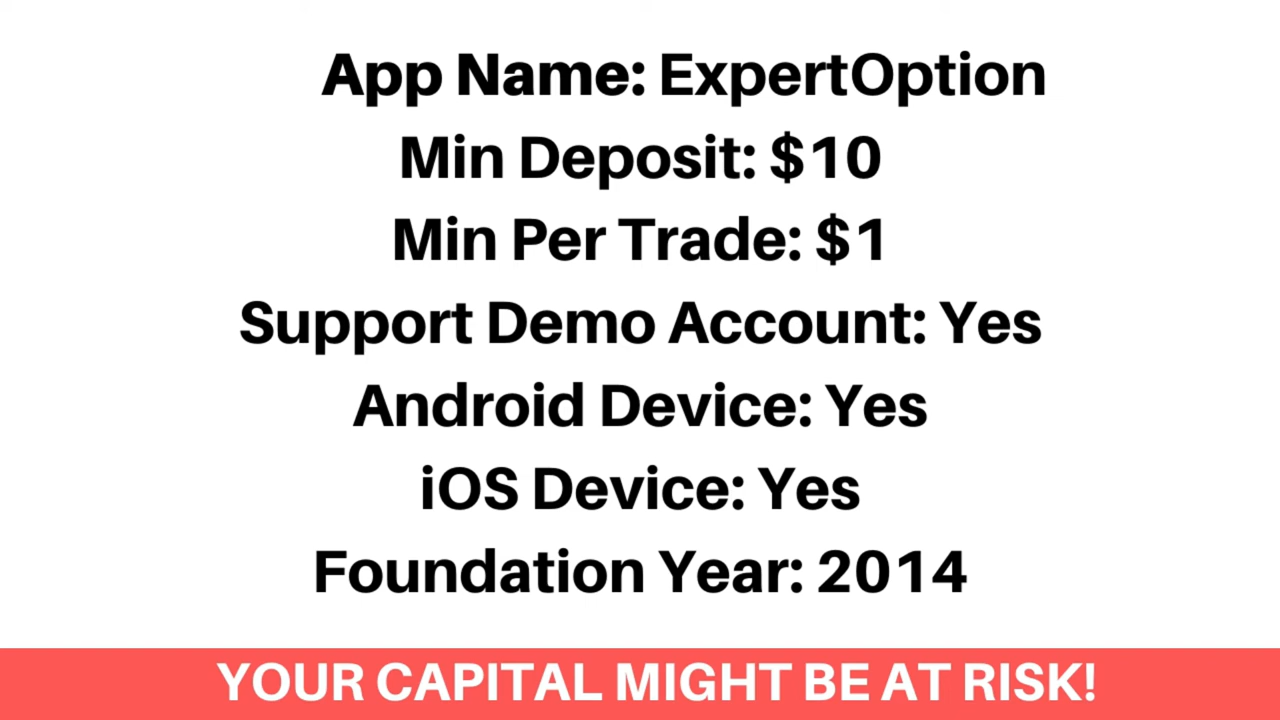 App Name: ExpertOption
Min Deposit: $10
Min Per Trade: $1
Support Demo Account: Yes
Android Device: Yes
iOS Device: Yes
Foundation Year: 2014
YOUR CAPITAL MIGHT BE AT RISK!